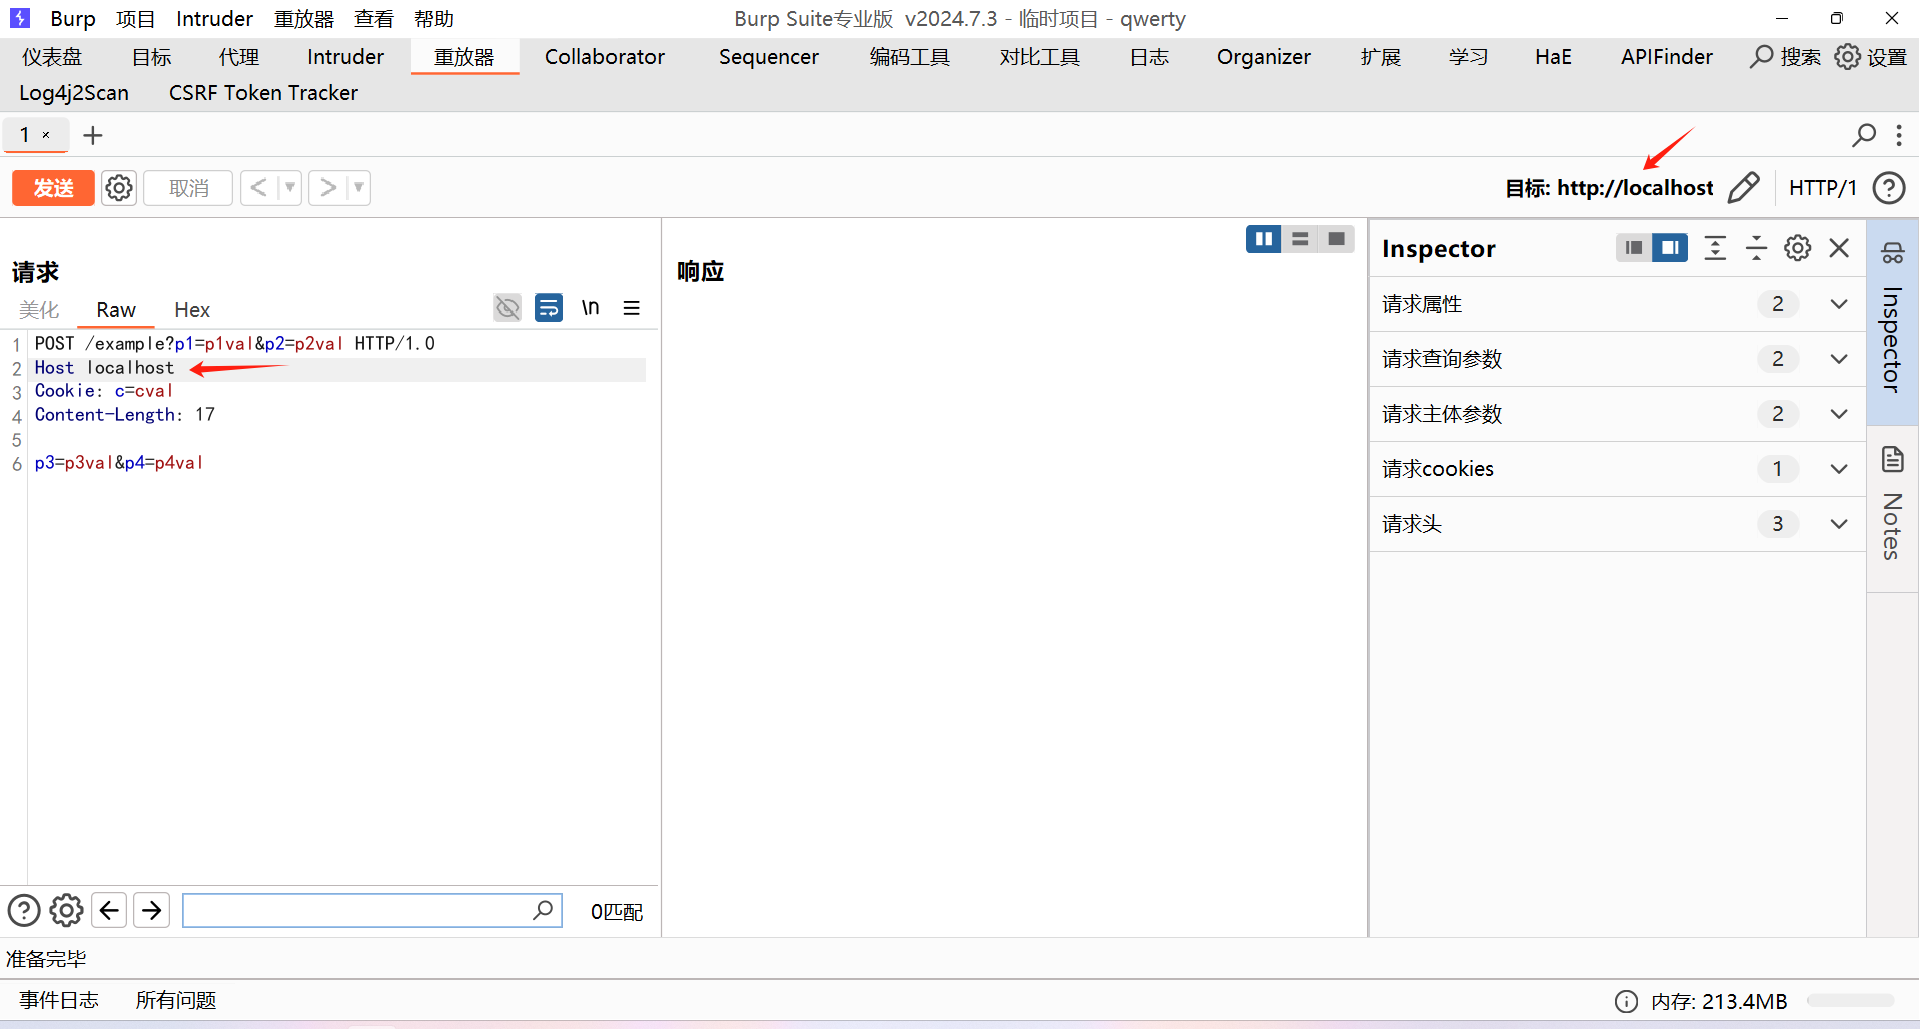 Burp 项目 Intruder 重放器 查看 帮助 Burp Suite专业版 v2024.7.3 - 临时项目 - qwerty
仪表盘 目标 代理 Intruder 重放器 Collaborator Sequencer 编码工具 对比工具 日志 Organizer 扩展 学习 HaE APIFinder 搜索 设置
Log4j2Scan CSRF Token Tracker
1 ×
发送 取消 < > 目标: http://localhost HTTP/1
请求
美化 Raw Hex \n
1 POST /example?p1=p1val&p2=p2val HTTP/1.0
2 Host localhost
3 Cookie: c=cval
4 Content-Length: 17
5
6 p3=p3val&p4=p4val
0匹配
响应
Inspector
请求属性 2
请求查询参数 2
请求主体参数 2
请求cookies 1
请求头 3
Inspector
Notes
准备完毕
事件日志 所有问题 内存: 213.4MB